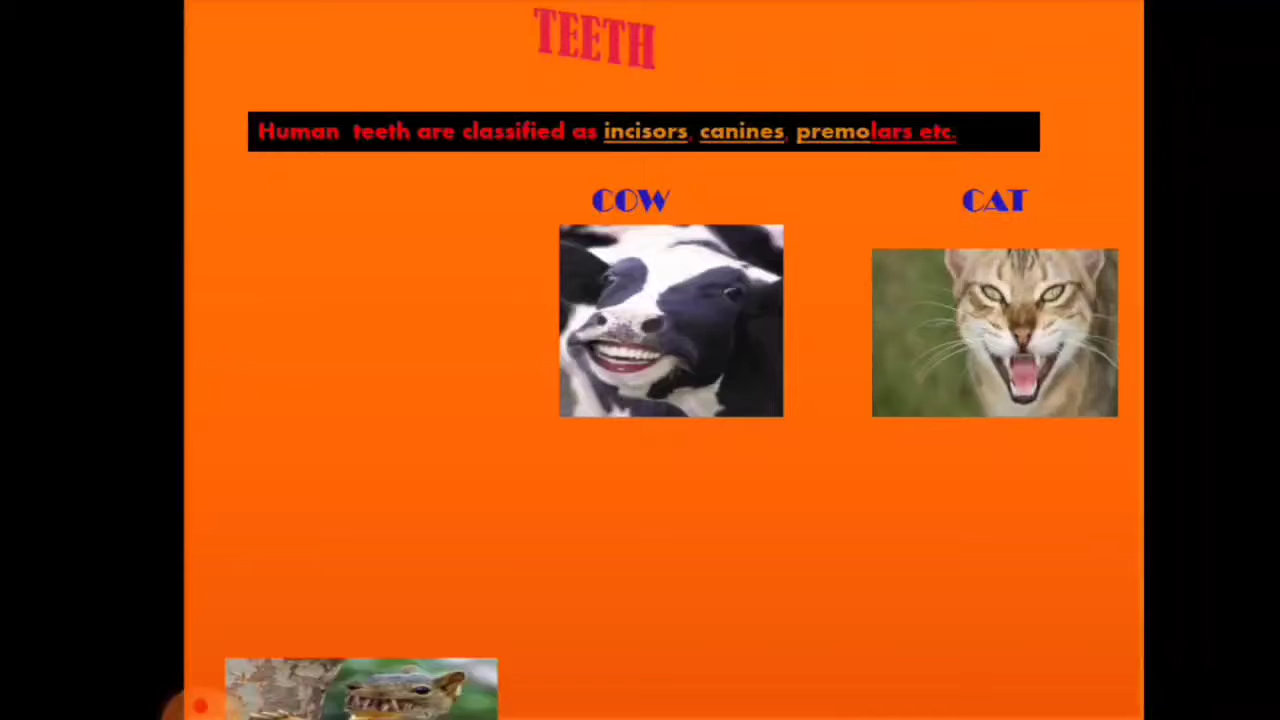 TEETH
Human teeth are classified as incisors, canines, premolars etc.
COW
CAT